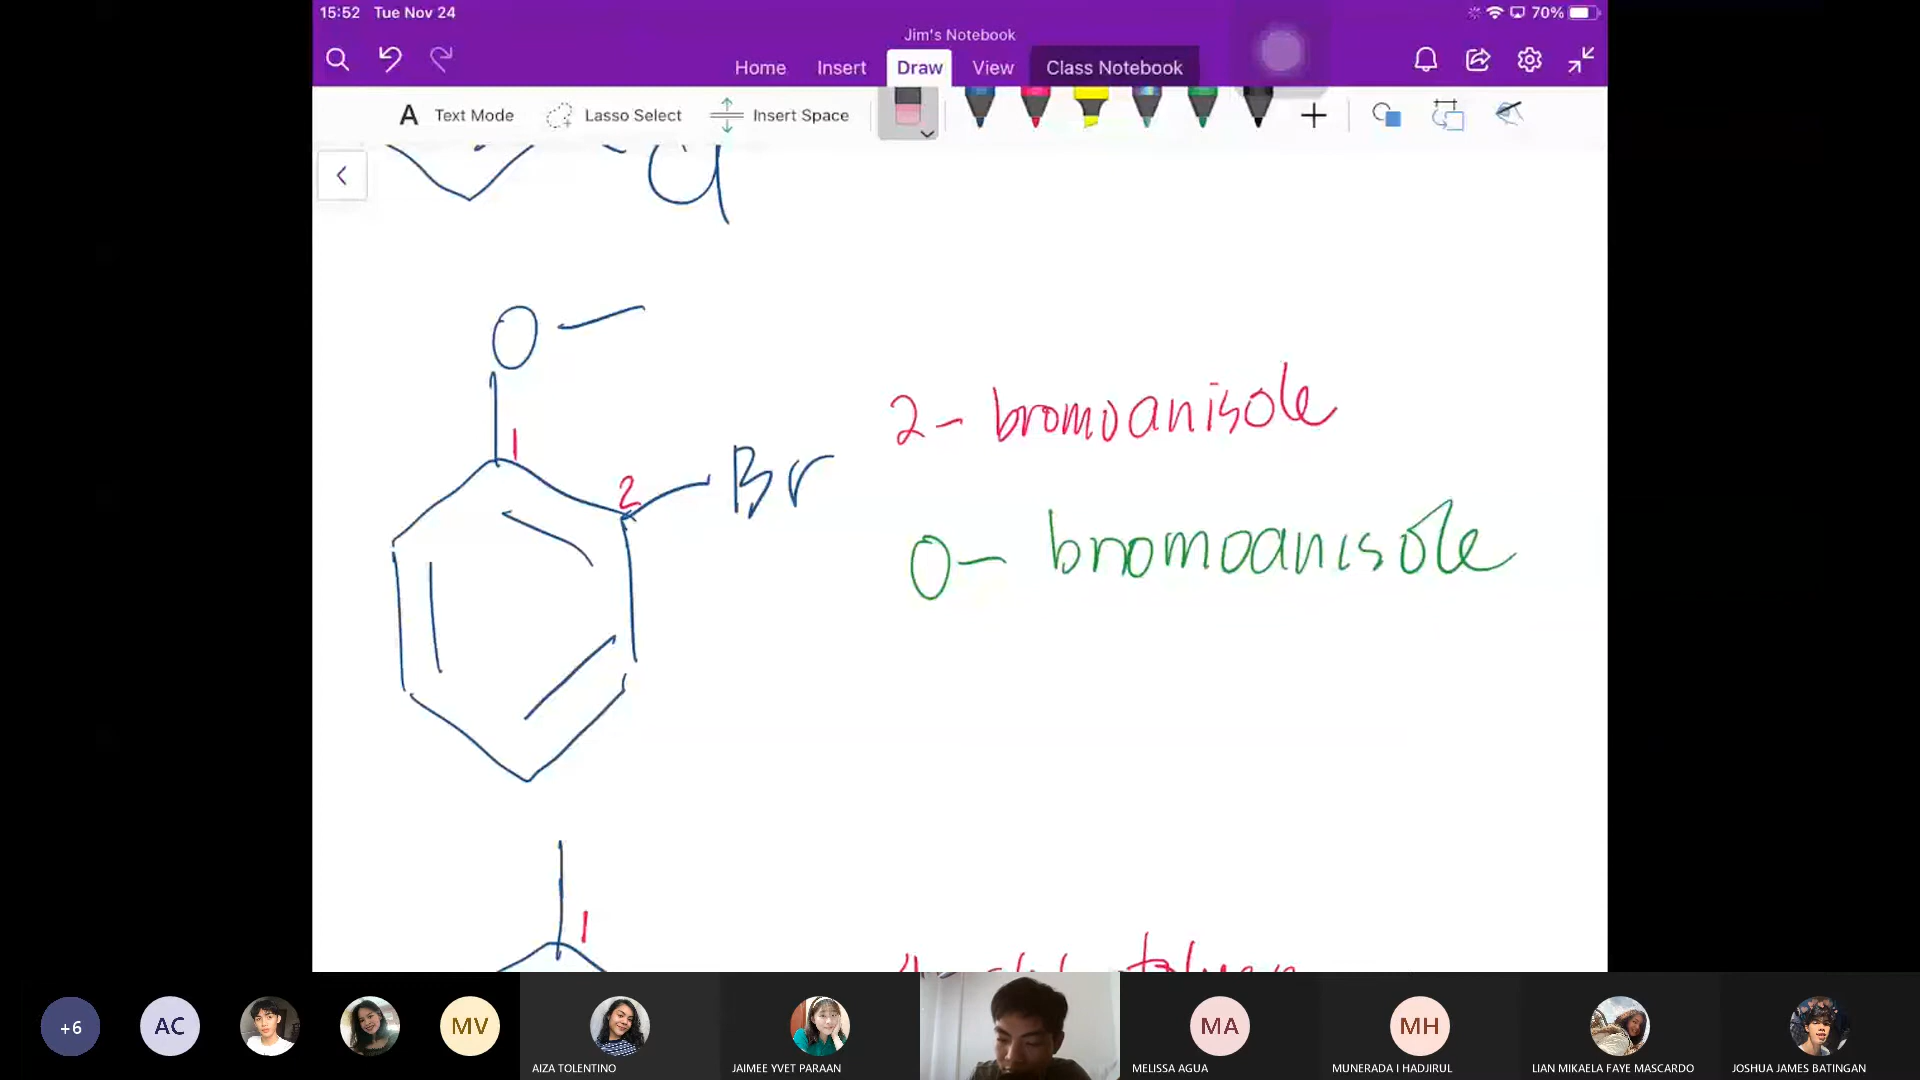 15:52 Tue Nov 24
70%
Jim's Notebook
Home Insert Draw View Class Notebook
A Text Mode Lasso Select Insert Space
Cl
O
1
2
Br
2- bromoanisole
O- bromoanisole
1
+6
AC
MV
MA
MH
AIZA TOLENTINO
JAIMEE YVET PARAAN
MELISSA AGUA
MUNERADA I HADJIRUL
LIAN MIKAELA FAYE MASCARDO
JOSHUA JAMES BATINGAN